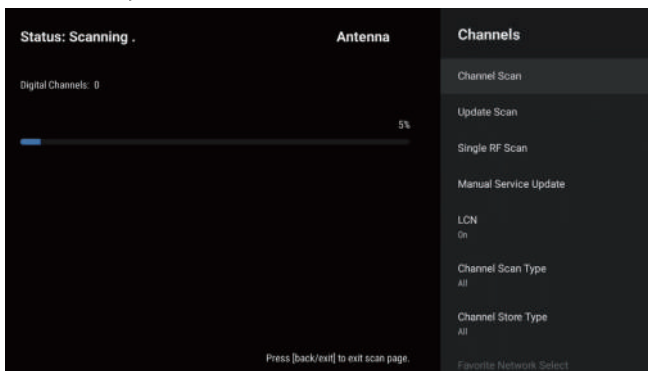 Status: Scanning .
Antenna
Digital Channels: 0
5%
Press [back/exit] to exit scan page.
Channels
Channel Scan
Update Scan
Single RF Scan
Manual Service Update
LCN
On
Channel Scan Type
All
Channel Store Type
All
Favorite Network Select